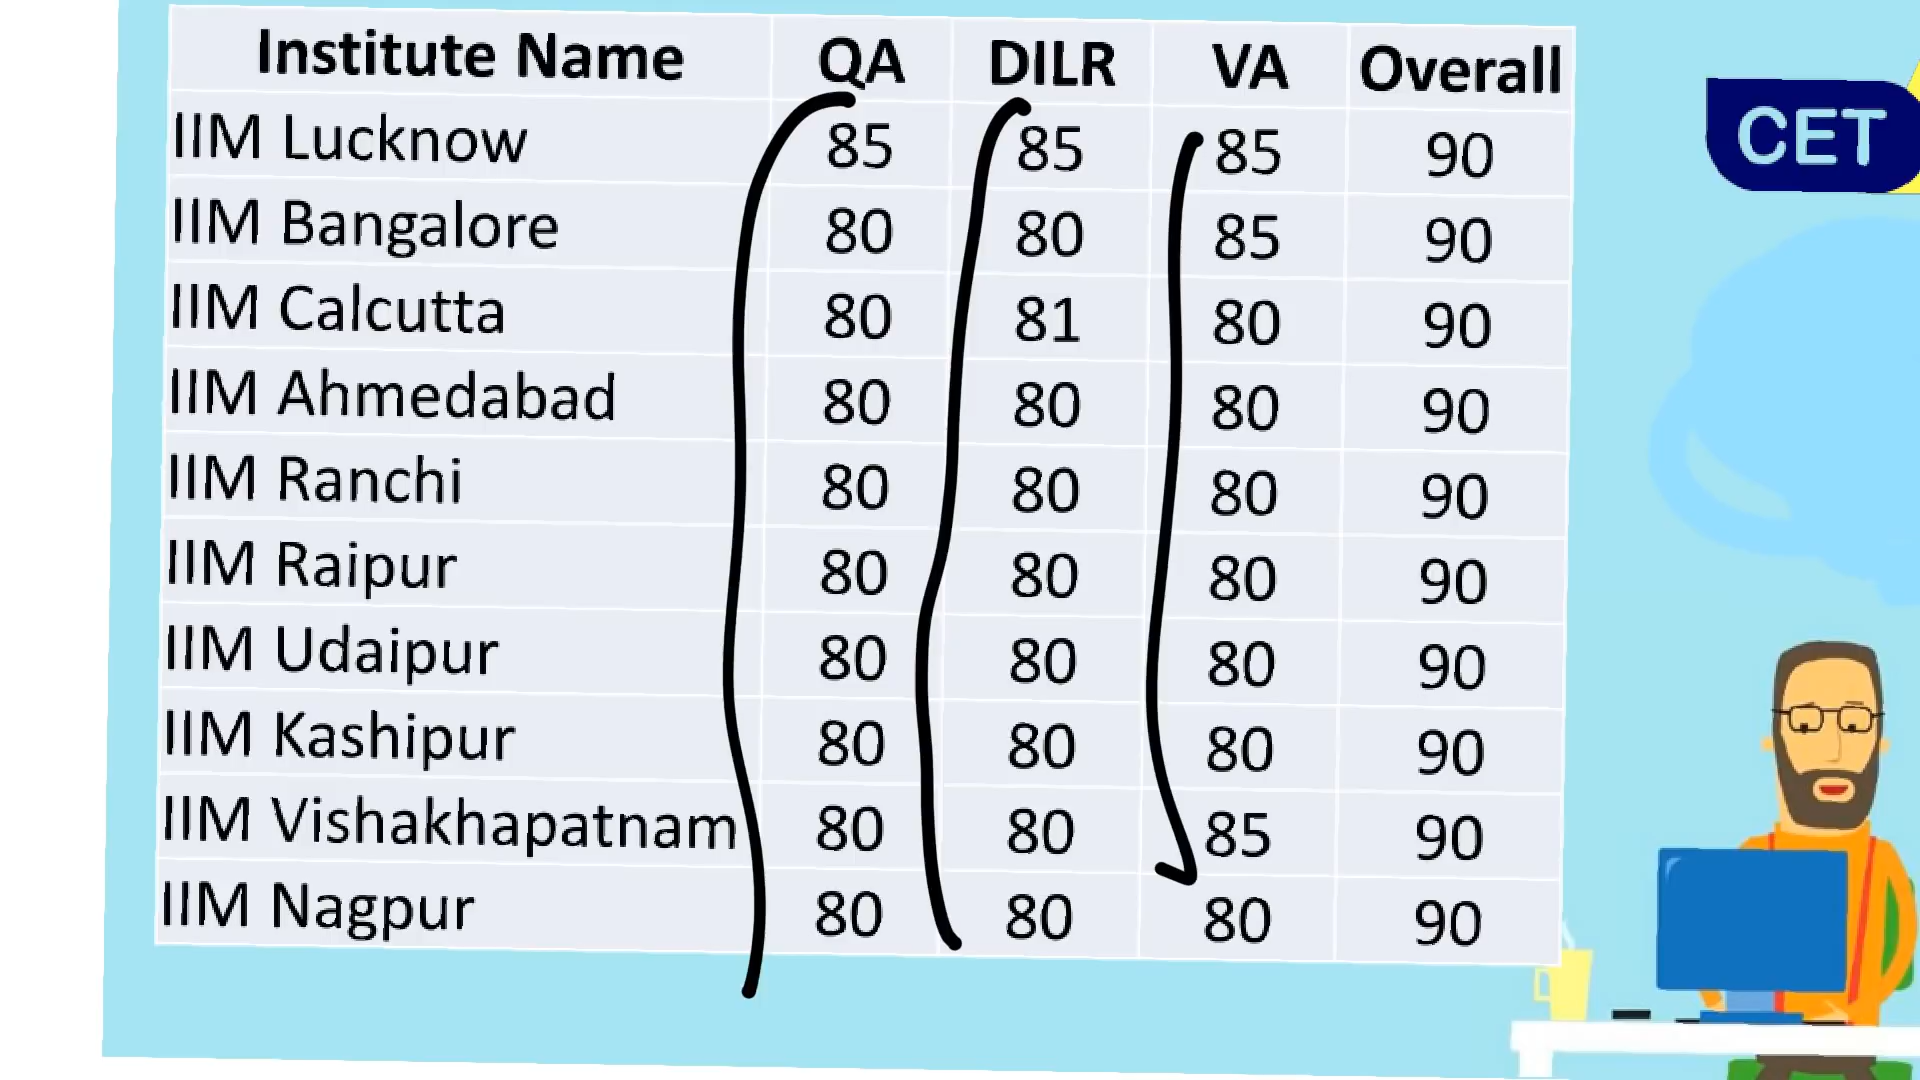 Institute Name QA DILR VA Overall
IIM Lucknow 85 85 85 90
IIM Bangalore 80 80 85 90
IIM Calcutta 80 81 80 90
IIM Ahmedabad 80 80 80 90
IIM Ranchi 80 80 80 90
IIM Raipur 80 80 80 90
IIM Udaipur 80 80 80 90
IIM Kashipur 80 80 80 90
IIM Vishakhapatnam 80 80 85 90
IIM Nagpur 80 80 80 90
CET